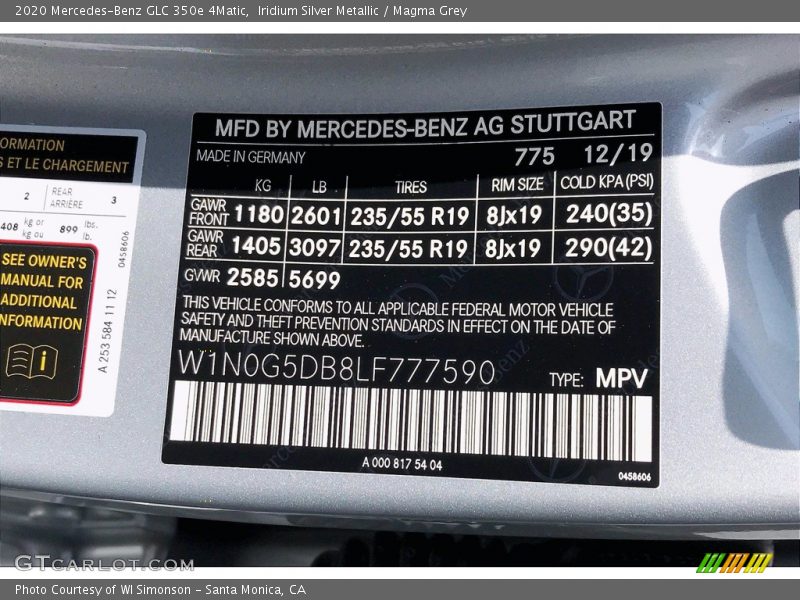 2020 Mercedes-Benz GLC 350e 4Matic, Iridium Silver Metallic / Magma Grey
ORMATION
S ET LE CHARGEMENT
2 REAR ARRIÈRE 3
408 kg or kg ou 899 lbs. lb.
SEE OWNER'S
MANUAL FOR
ADDITIONAL
NFORMATION
A 253 584 11 12
0458606
MFD BY MERCEDES-BENZ AG STUTTGART
MADE IN GERMANY 775 12/19
KG LB TIRES RIM SIZE COLD KPA(PSI)
GAWR FRONT 1180 2601 235/55 R19 8Jx19 240(35)
GAWR REAR 1405 3097 235/55 R19 8Jx19 290(42)
GVWR 2585 5699
THIS VEHICLE CONFORMS TO ALL APPLICABLE FEDERAL MOTOR VEHICLE
SAFETY AND THEFT PREVENTION STANDARDS IN EFFECT ON THE DATE OF
MANUFACTURE SHOWN ABOVE.
W1N0G5DB8LF777590 TYPE: MPV
A 000 817 54 04
0458606
GTCARLOT.COM
Photo Courtesy of WI Simonson - Santa Monica, CA